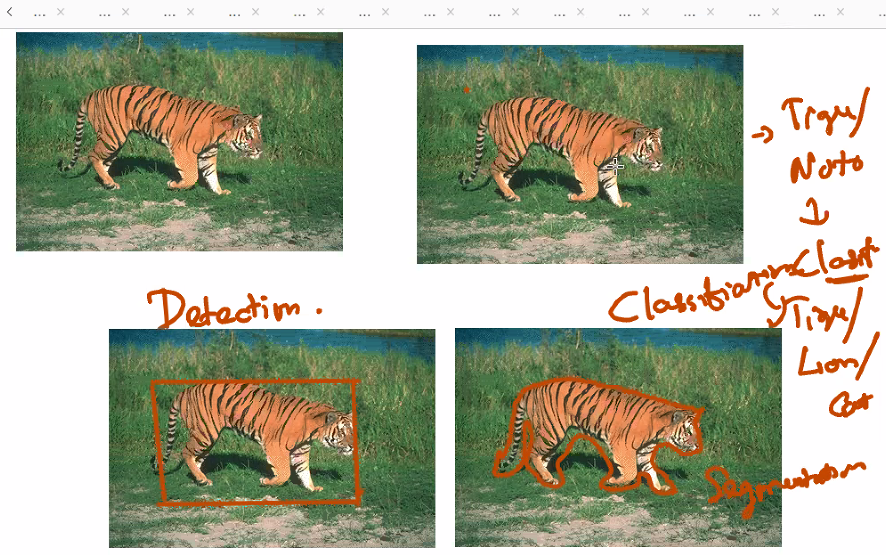 → Tiger/
Not
↓
Detection .
Classification
Tiger/
Lion/
Cat
Segmentation